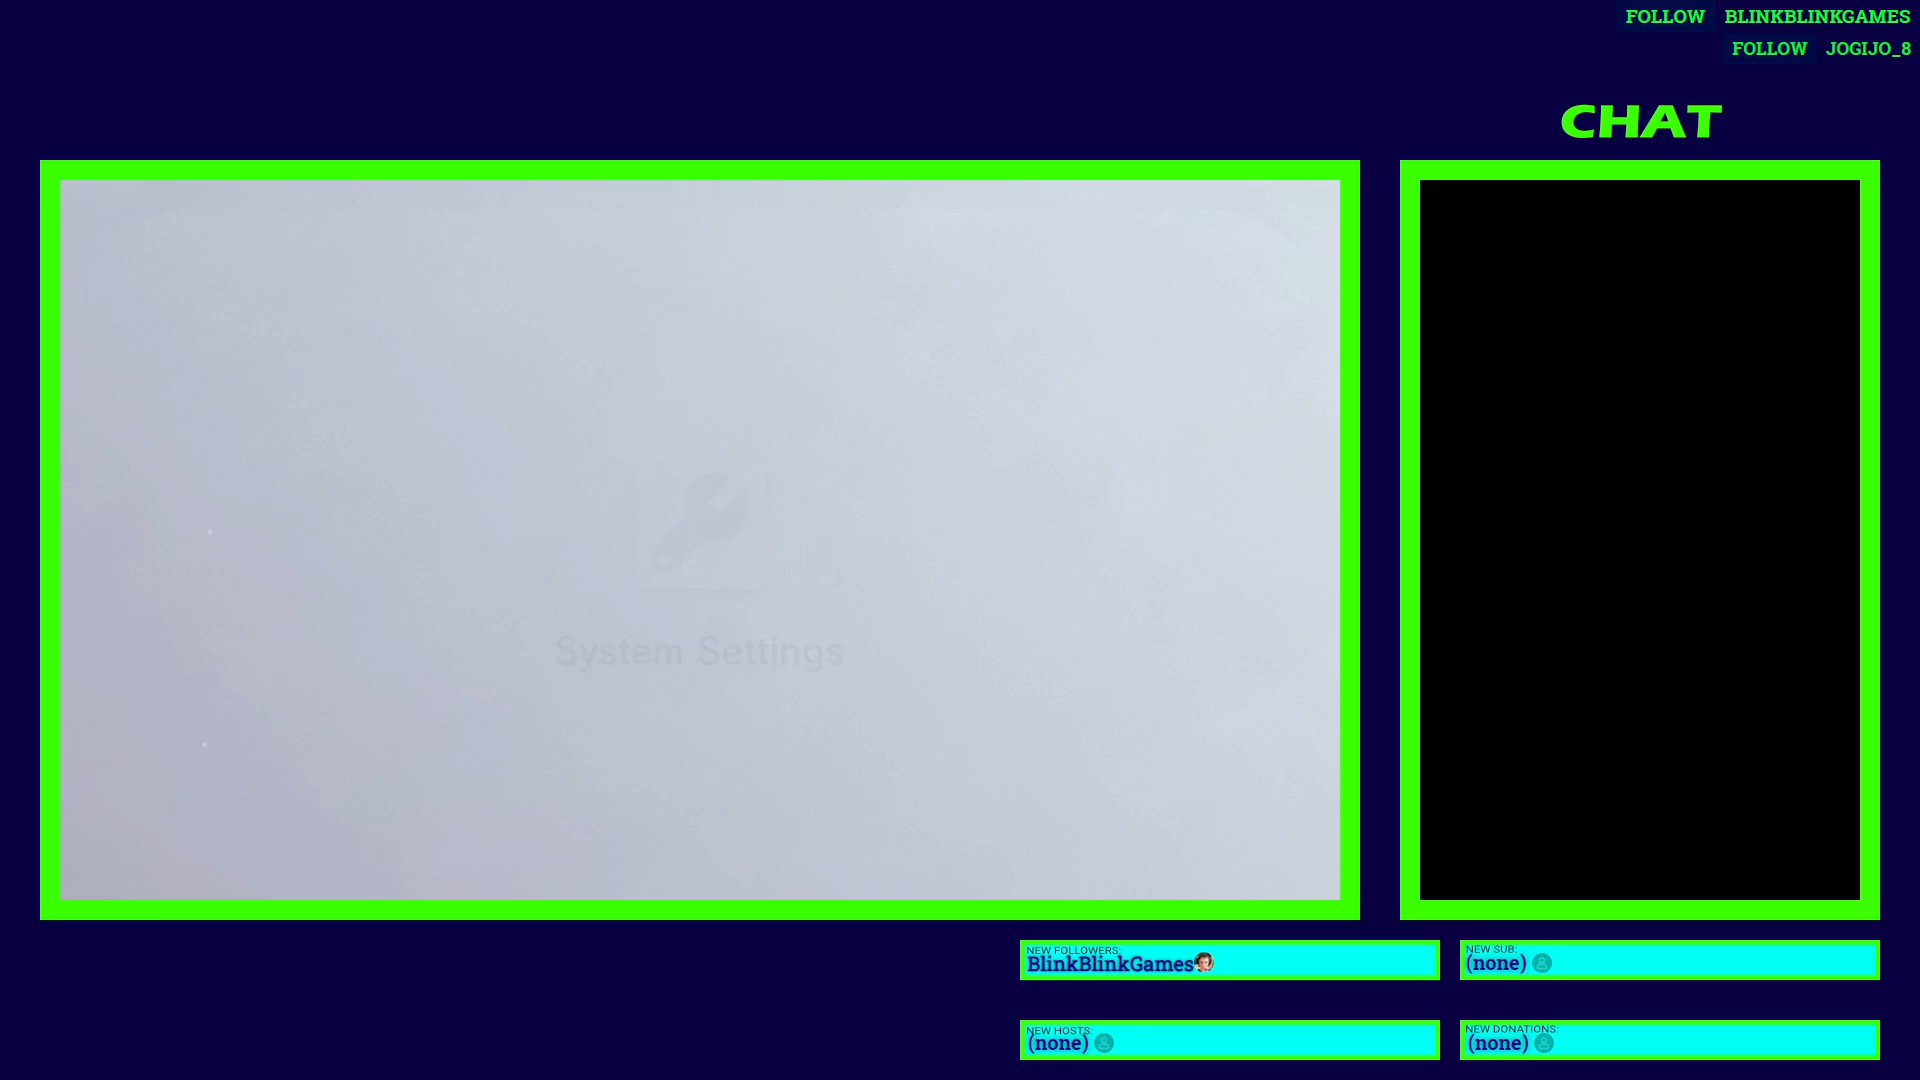 FOLLOW BLINKBLINKGAMES
FOLLOW JOGIJO_8
CHAT
System Settings
NEW FOLLOWERS:
BlinkBlinkGames
NEW SUB:
(none)
NEW HOSTS:
(none)
NEW DONATIONS:
(none)